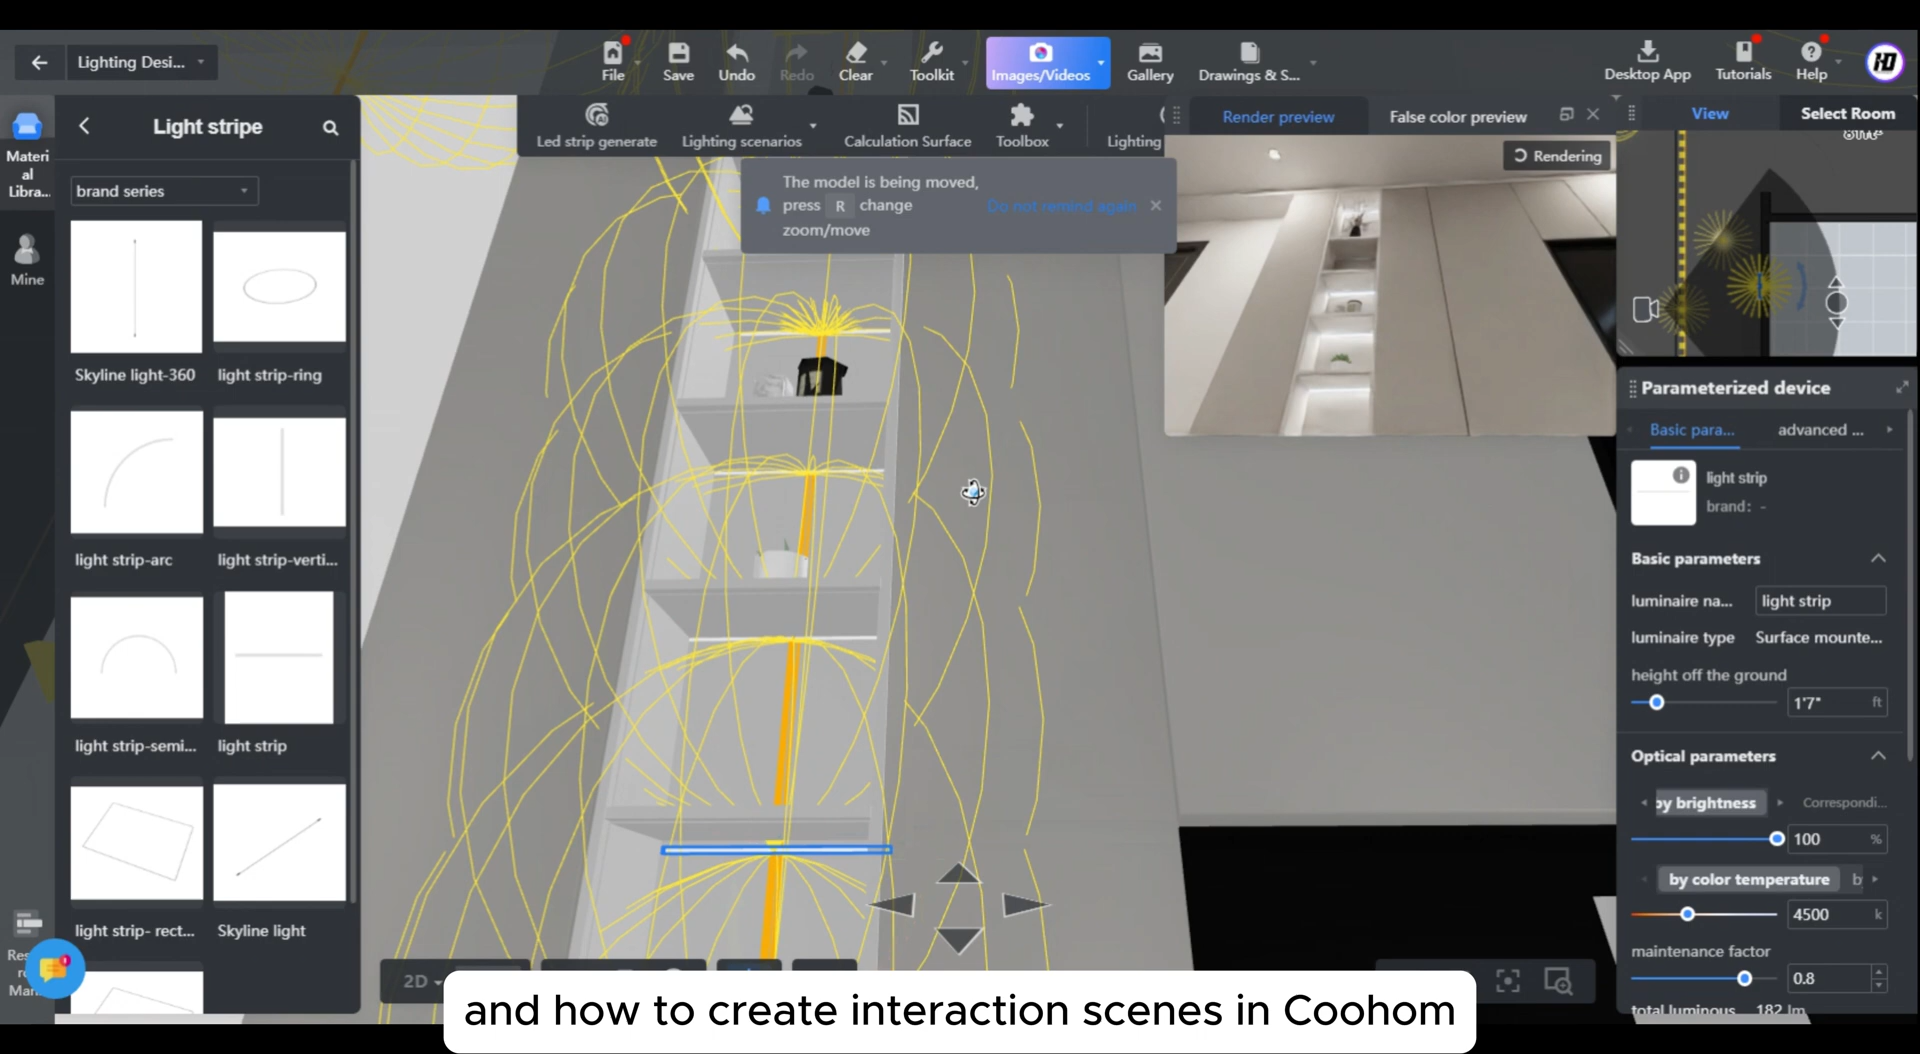 Lighting Desi...
File
Save
Undo
Redo
Clear
Toolkit
Images/Videos
Gallery
Drawings & S...
Desktop App
Tutorials
Help
Led strip generate
Lighting scenarios
Calculation Surface
Toolbox
Lighting
Render preview
False color preview
View
Select Room
Rendering
Light stripe
Materi
al
Libra...
Mine
brand series
Skyline light-360
light strip-ring
light strip-arc
light strip-verti...
light strip-semi...
light strip
light strip- rect...
Skyline light
The model is being moved,
press R change
zoom/move
Do not remind again
Parameterized device
Basic para...
advanced ...
light strip
brand: -
Basic parameters
luminaire na...
light strip
luminaire type
Surface mounte...
height off the ground
1'7"
ft
Optical parameters
by brightness
Correspondi...
100
%
by color temperature
b
4500
k
maintenance factor
0.8
total luminous
182 lm
2D
and how to create interaction scenes in Coohom